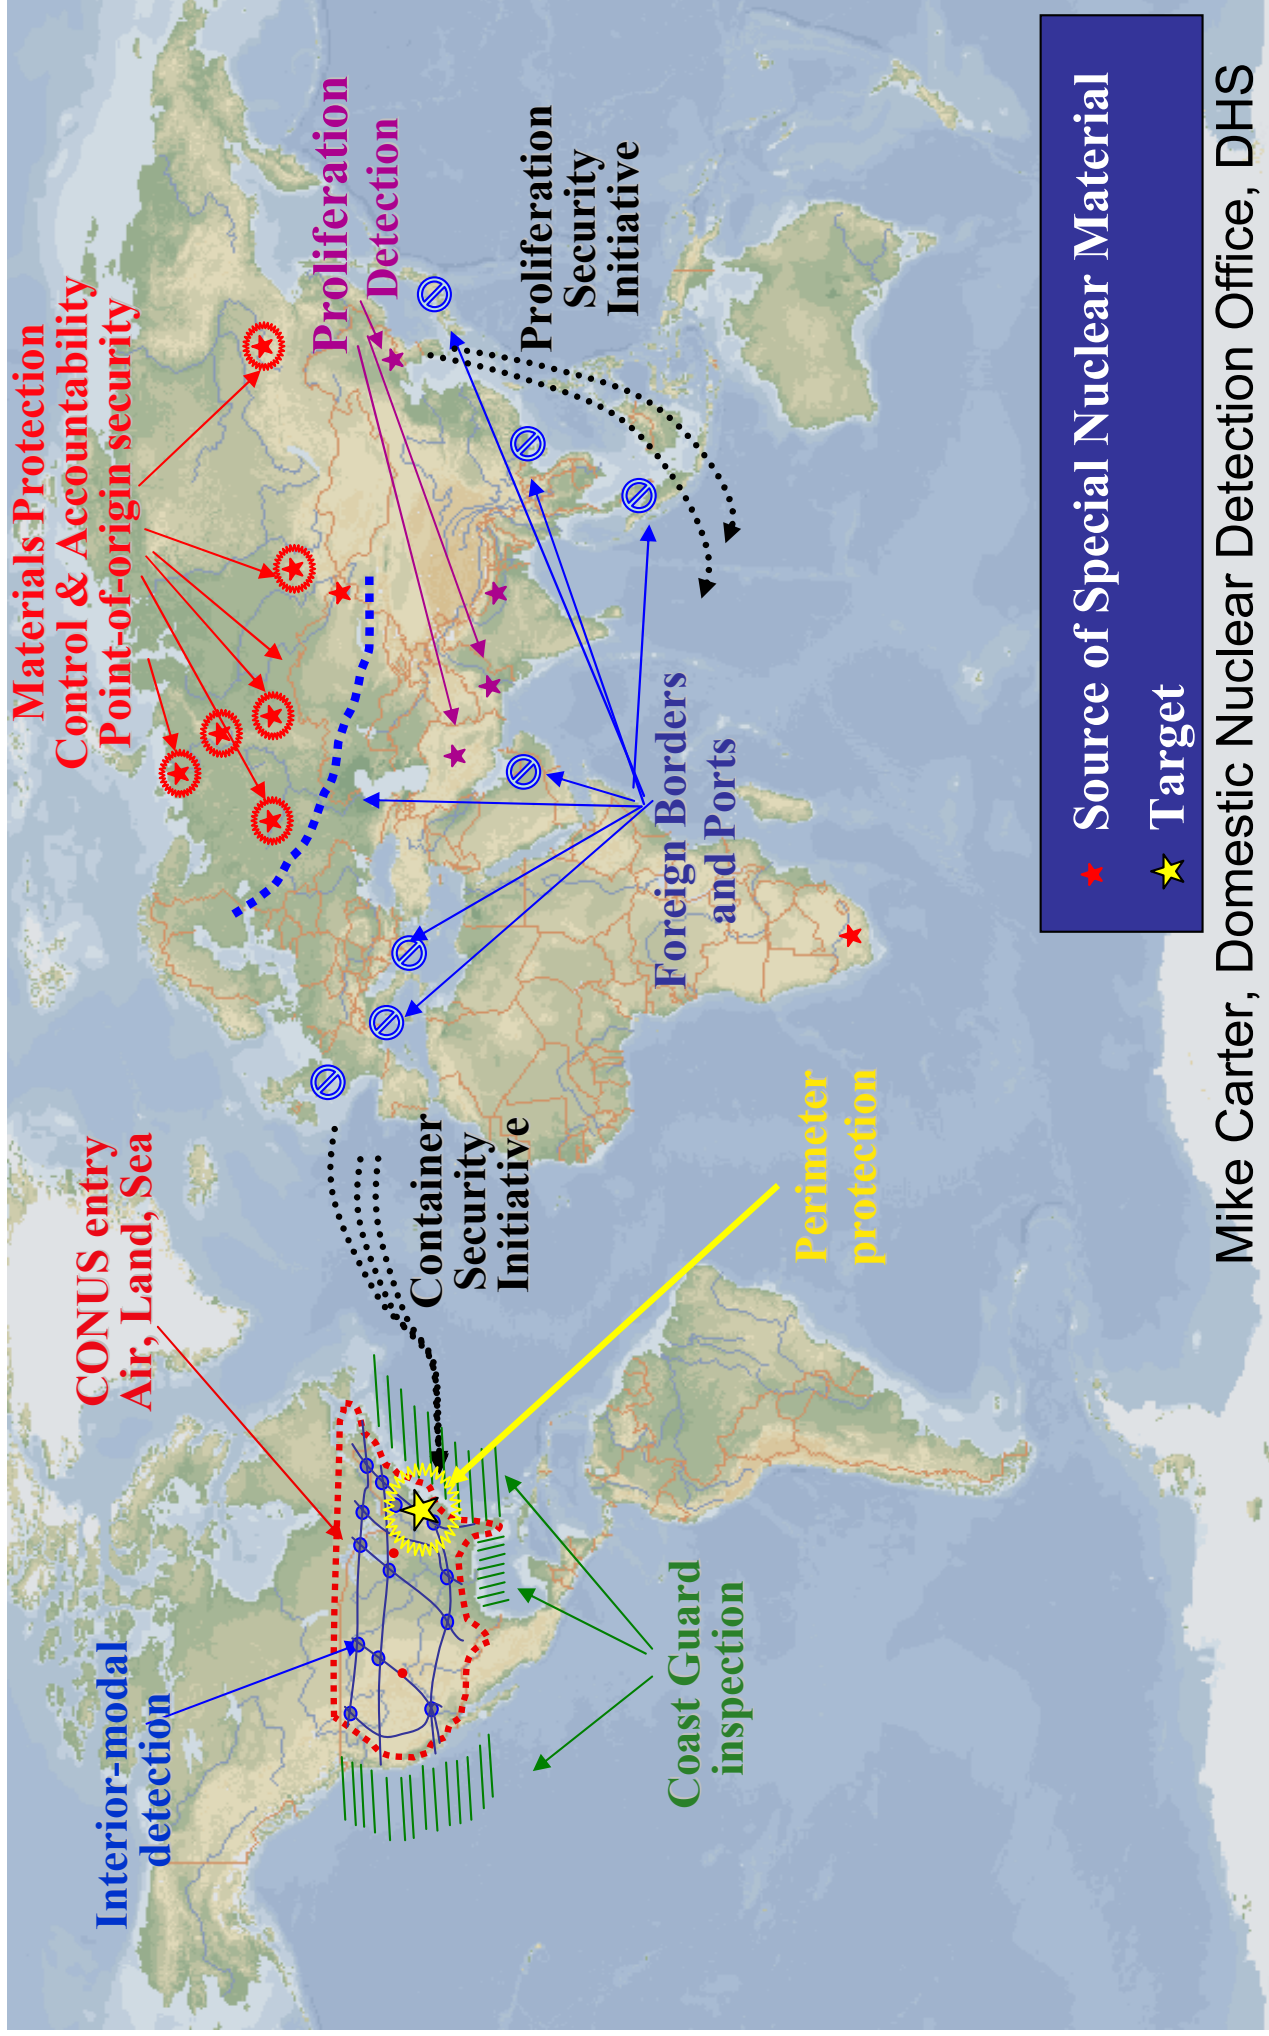 Interior-modal
detection
CONUS entry
Air, Land, Sea
Materials Protection
Control & Accountability
Point-of-origin security
Proliferation
Detection
Container
Security
Initiative
Proliferation
Security
Initiative
Coast Guard
inspection
Perimeter
protection
Foreign Borders
and Ports
Source of Special Nuclear Material
Target
Mike Carter, Domestic Nuclear Detection Office, DHS